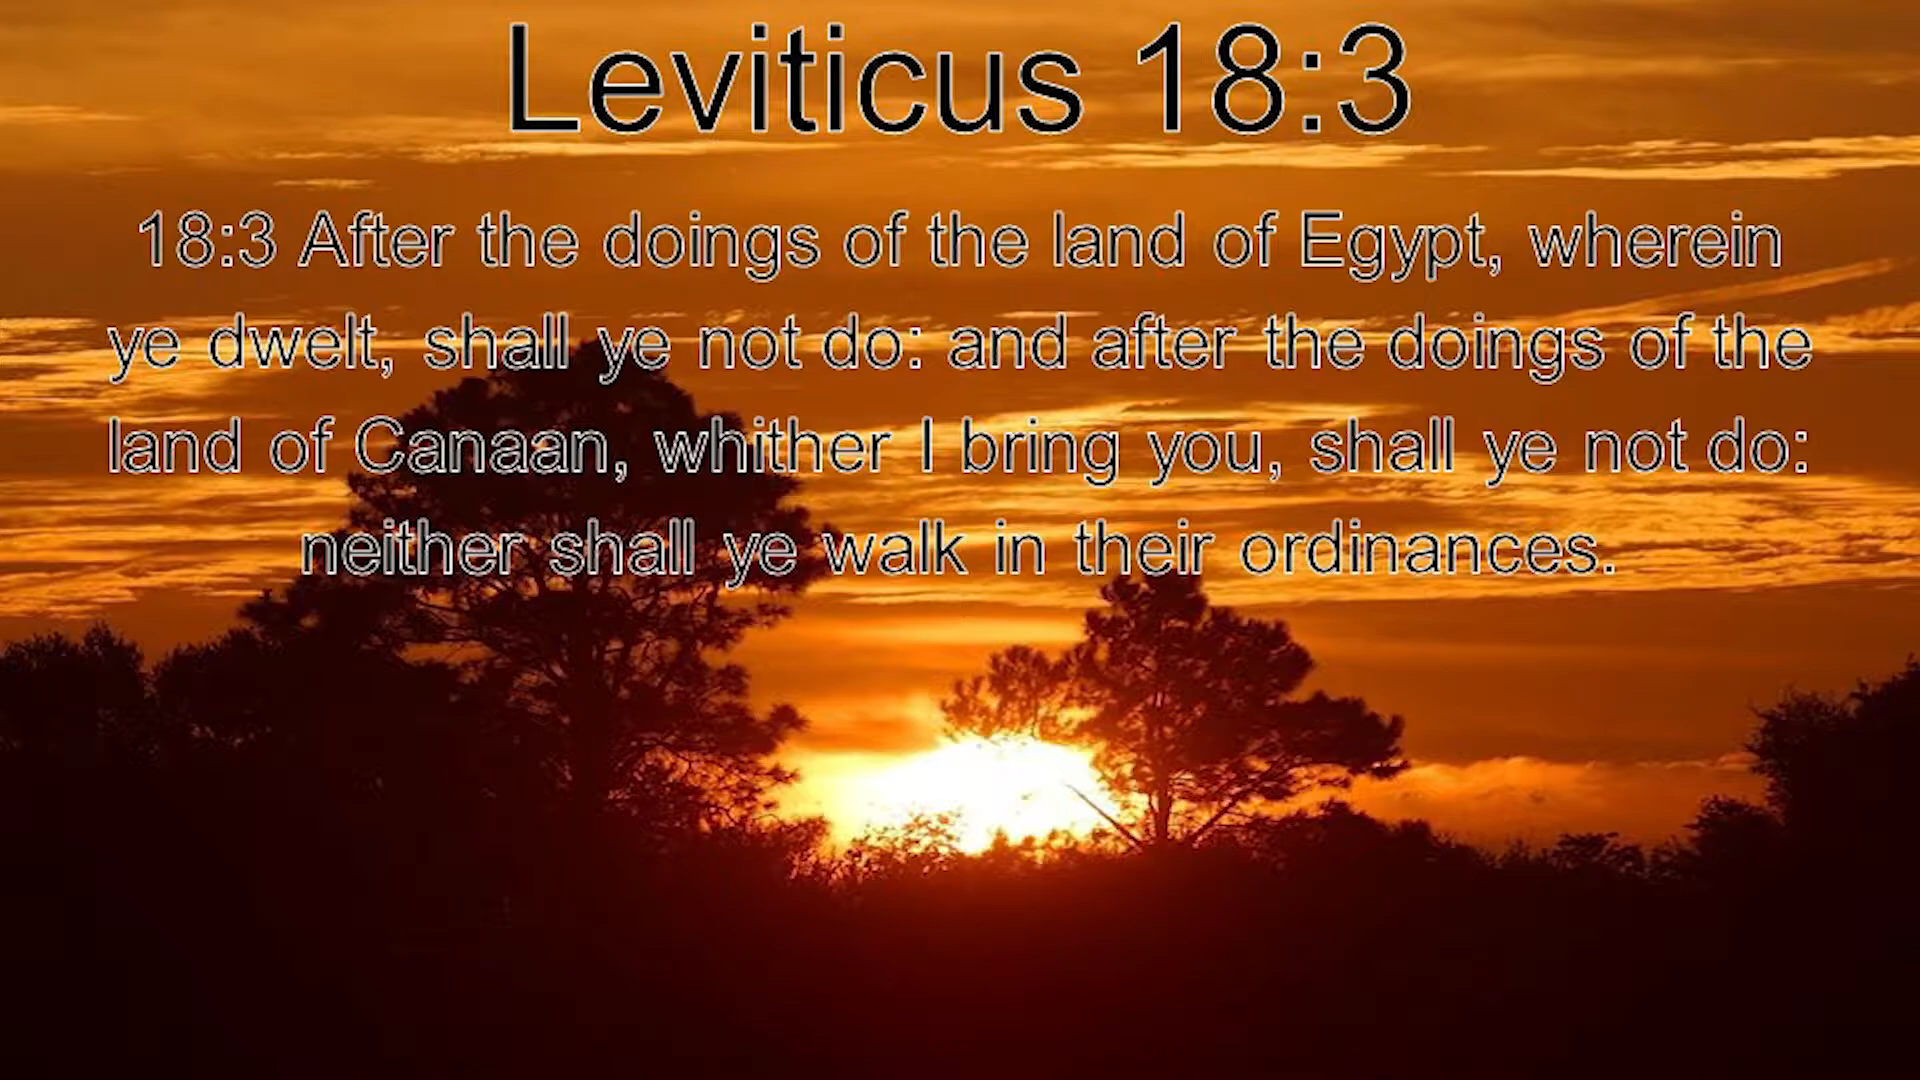 Leviticus 18:3
18:3 After the doings of the land of Egypt, wherein
ye dwelt, shall ye not do: and after the doings of the
land of Canaan, whither I bring you, shall ye not do:
neither shall ye walk in their ordinances.